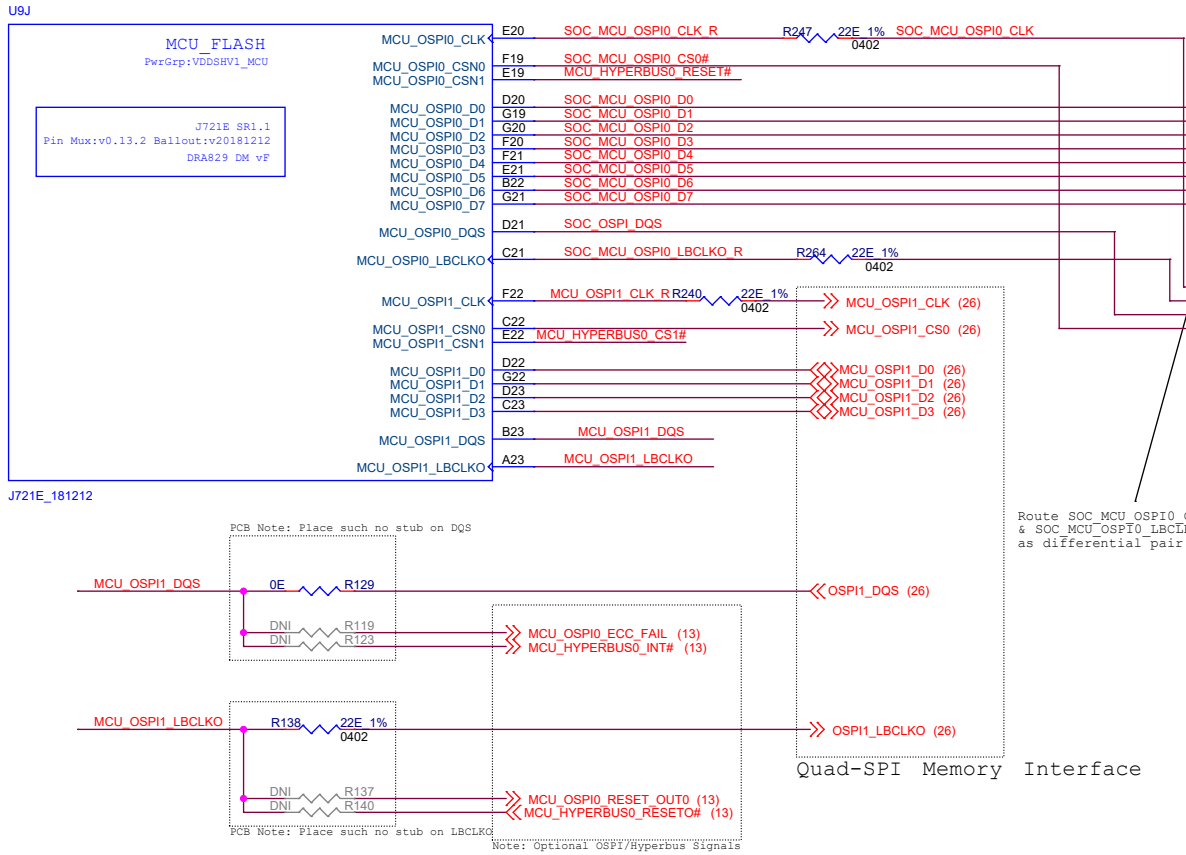 U9J
MCU_FLASH
PwrGrp:VDDSHV1_MCU
J721E SR1.1
Pin Mux:v0.13.2 Ballout:v20181212
DRA829 DM vF
MCU_OSPI0_CLK E20 SOC_MCU_OSPI0_CLK_R R247 22E_1% SOC_MCU_OSPI0_CLK
0402
MCU_OSPI0_CSN0 F19 SOC_MCU_OSPI0_CS0#
MCU_OSPI0_CSN1 E19 MCU_HYPERBUS0_RESET#
MCU_OSPI0_D0 D20 SOC_MCU_OSPI0_D0
MCU_OSPI0_D1 G19 SOC_MCU_OSPI0_D1
MCU_OSPI0_D2 G20 SOC_MCU_OSPI0_D2
MCU_OSPI0_D3 F20 SOC_MCU_OSPI0_D3
MCU_OSPI0_D4 F21 SOC_MCU_OSPI0_D4
MCU_OSPI0_D5 E21 SOC_MCU_OSPI0_D5
MCU_OSPI0_D6 B22 SOC_MCU_OSPI0_D6
MCU_OSPI0_D7 G21 SOC_MCU_OSPI0_D7
MCU_OSPI0_DQS D21 SOC_OSPI_DQS
MCU_OSPI0_LBCLKO C21 SOC_MCU_OSPI0_LBCLKO_R R264 22E_1%
0402
MCU_OSPI1_CLK F22 MCU_OSPI1_CLK_R R240 22E_1% MCU_OSPI1_CLK (26)
0402
MCU_OSPI1_CSN0 C22 MCU_OSPI1_CS0 (26)
MCU_OSPI1_CSN1 E22 MCU_HYPERBUS0_CS1#
MCU_OSPI1_D0 D22 MCU_OSPI1_D0 (26)
MCU_OSPI1_D1 G22 MCU_OSPI1_D1 (26)
MCU_OSPI1_D2 D23 MCU_OSPI1_D2 (26)
MCU_OSPI1_D3 C23 MCU_OSPI1_D3 (26)
MCU_OSPI1_DQS B23 MCU_OSPI1_DQS
MCU_OSPI1_LBCLKO A23 MCU_OSPI1_LBCLKO
J721E_181212
Route SOC_MCU_OSPI0_
& SOC_MCU_OSPI0_LBCL
as differential pair
PCB Note: Place such no stub on DQS
MCU_OSPI1_DQS 0E R129 OSPI1_DQS (26)
DNI R119 MCU_OSPI0_ECC_FAIL (13)
DNI R123 MCU_HYPERBUS0_INT# (13)
MCU_OSPI1_LBCLKO R138 22E_1% OSPI1_LBCLKO (26)
0402
Quad-SPI Memory Interface
DNI R137 MCU_OSPI0_RESET_OUT0 (13)
DNI R140 MCU_HYPERBUS0_RESETO# (13)
PCB Note: Place such no stub on LBCLKO
Note: Optional OSPI/Hyperbus Signals